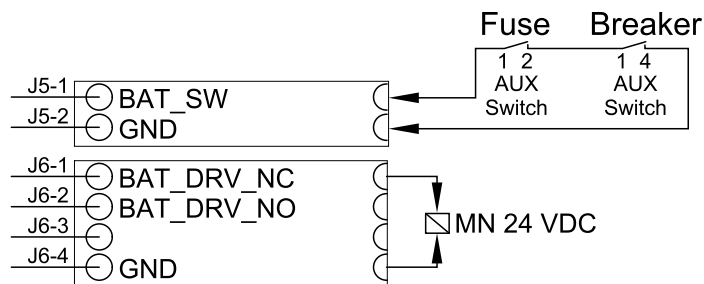 Fuse Breaker
1 2 1 4
AUX AUX
Switch Switch
J5-1 BAT_SW
J5-2 GND
J6-1 BAT_DRV_NC
J6-2 BAT_DRV_NO
MN 24 VDC
J6-3
J6-4 GND